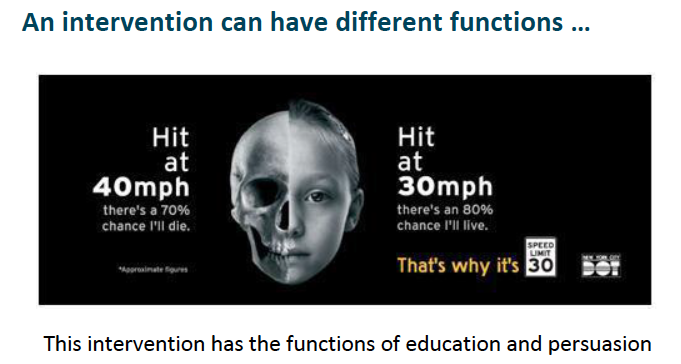 An intervention can have different functions ...
Hit
at
40mph
there's a 70%
chance I'll die.
*Approximate figures
Hit
at
30mph
there's an 80%
chance I'll live.
That's why it's
SPEED
LIMIT
30
NEW YORK CITY
DOT
This intervention has the functions of education and persuasion